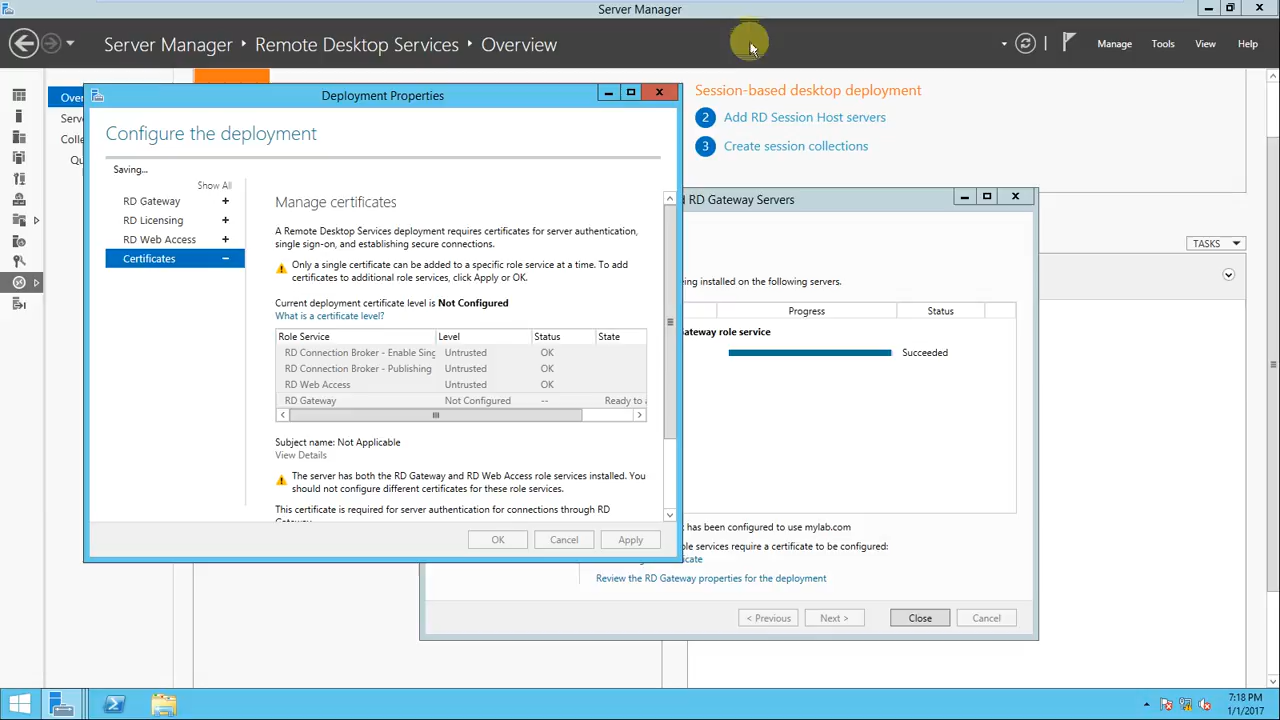 Server Manager
Server Manager • Remote Desktop Services • Overview
Manage Tools View Help
Session-based desktop deployment
2 Add RD Session Host servers
3 Create session collections
TASKS
Over
Serve
Colle
Qu
Deployment Properties
Configure the deployment
Saving...
Show All
RD Gateway +
RD Licensing +
RD Web Access +
Certificates –
Manage certificates
A Remote Desktop Services deployment requires certificates for server authentication,
single sign-on, and establishing secure connections.
Only a single certificate can be added to a specific role service at a time. To add
certificates to additional role services, click Apply or OK.
Current deployment certificate level is Not Configured
What is a certificate level?
Role Service Level Status State
RD Connection Broker - Enable Sing Untrusted OK
RD Connection Broker - Publishing Untrusted OK
RD Web Access Untrusted OK
RD Gateway Not Configured -- Ready to a
Subject name: Not Applicable
View Details
The server has both the RD Gateway and RD Web Access role services installed. You
should not configure different certificates for these role services.
This certificate is required for server authentication for connections through RD
Gateway.
OK Cancel Apply
d RD Gateway Servers
eing installed on the following servers.
Progress Status
ateway role service
Succeeded
t has been configured to use mylab.com
ole services require a certificate to be configured:
cate
Review the RD Gateway properties for the deployment
< Previous Next > Close Cancel
7:18 PM
1/1/2017